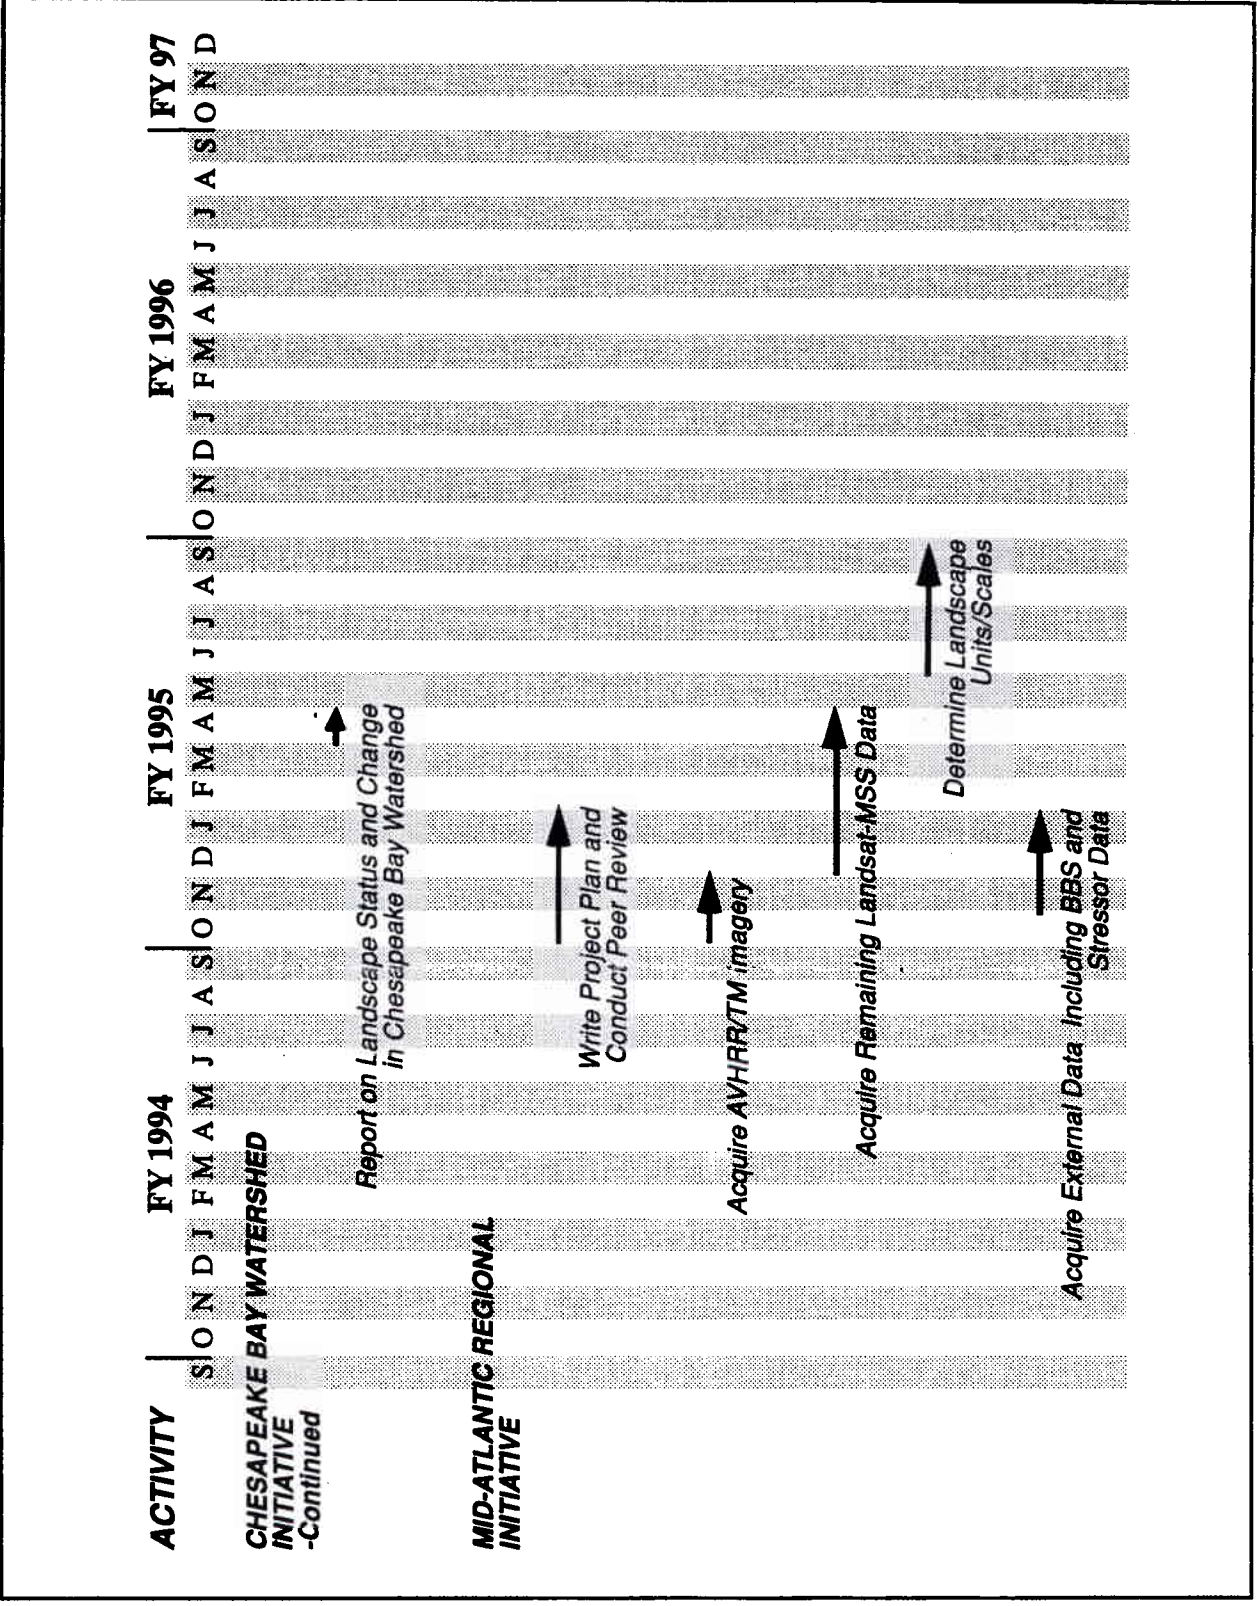 FY 1994 FY 1995 FY 1996 FY 97
ACTIVITY
S O N D J F M A M J J A S O N D J F M A M J J A S O N D J F M A M J J A S O N D
CHESAPEAKE BAY WATERSHED
INITIATIVE
-Continued
Report on Landscape Status and Change
in Chesapeake Bay Watershed
MID-ATLANTIC REGIONAL
INITIATIVE
Write Project Plan and
Conduct Peer Review
Acquire AVHRR/TM imagery
Acquire Remaining Landsat-MSS Data
Determine Landscape
Units/Scales
Acquire External Data Including BBS and
Stressor Data